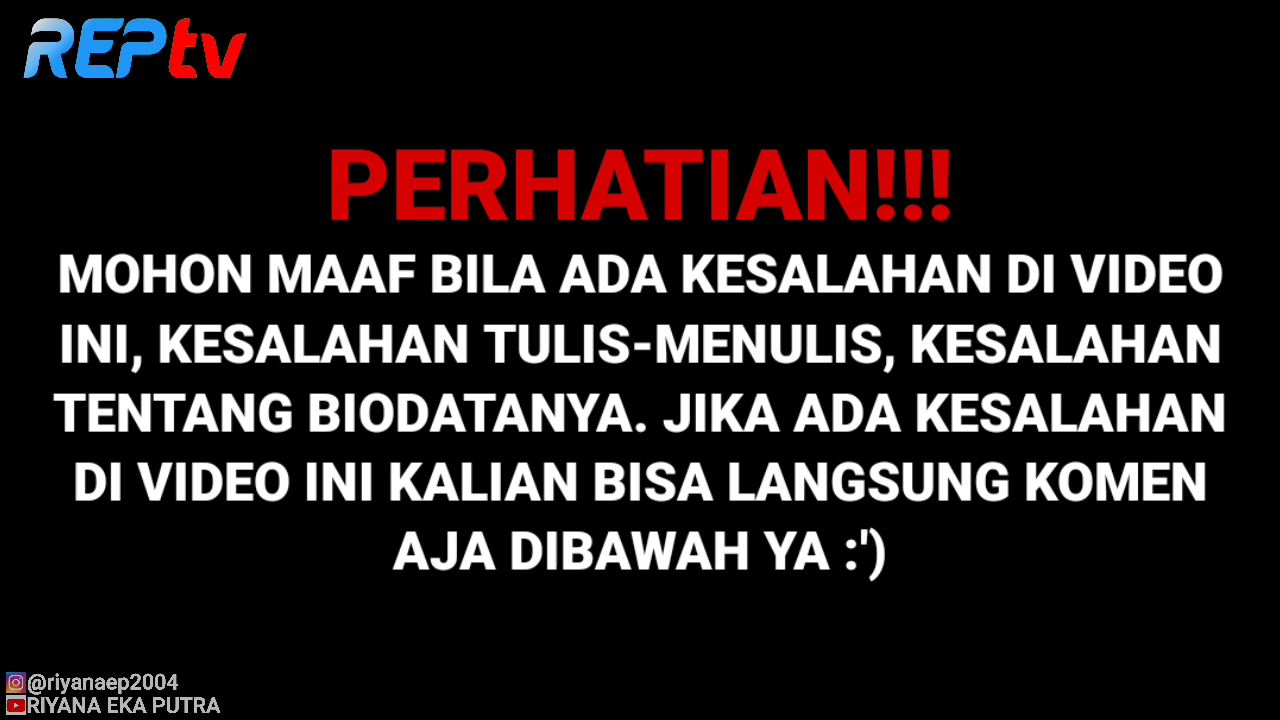 REPtv
PERHATIAN!!!
MOHON MAAF BILA ADA KESALAHAN DI VIDEO
INI, KESALAHAN TULIS-MENULIS, KESALAHAN
TENTANG BIODATANYA. JIKA ADA KESALAHAN
DI VIDEO INI KALIAN BISA LANGSUNG KOMEN
AJA DIBAWAH YA :')
@riyanaep2004
RIYANA EKA PUTRA